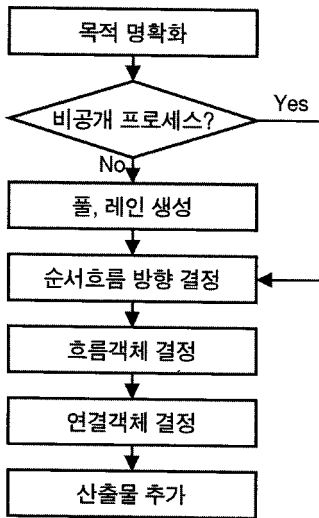 목적 명확화
비공개 프로세스?
Yes
No
풀, 레인 생성
순서흐름 방향 결정
흐름객체 결정
연결객체 결정
산출물 추가